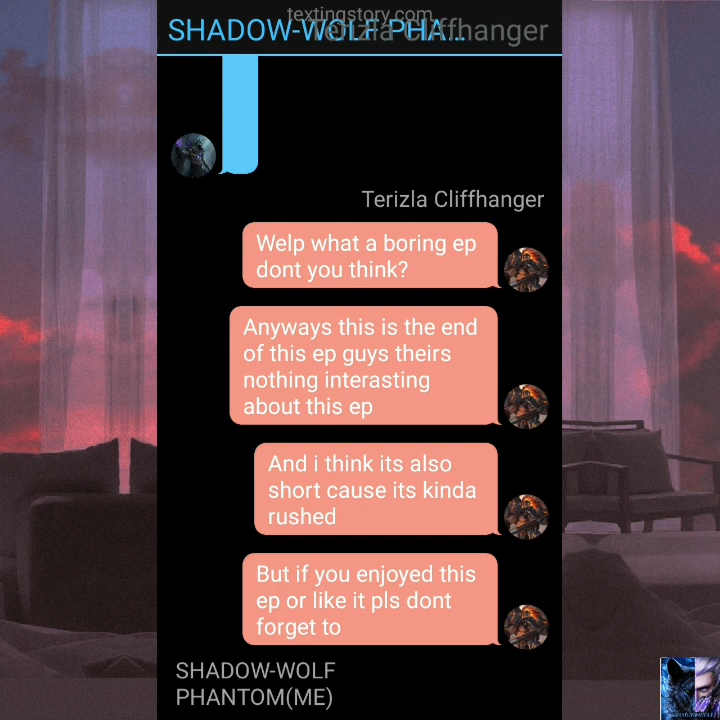 textingstory.com
SHADOW-WOLF PHA...
Terizla Cliffhanger
Terizla Cliffhanger
Welp what a boring ep
dont you think?
Anyways this is the end
of this ep guys theirs
nothing interasting
about this ep
And i think its also
short cause its kinda
rushed
But if you enjoyed this
ep or like it pls dont
forget to
SHADOW-WOLF
PHANTOM(ME)